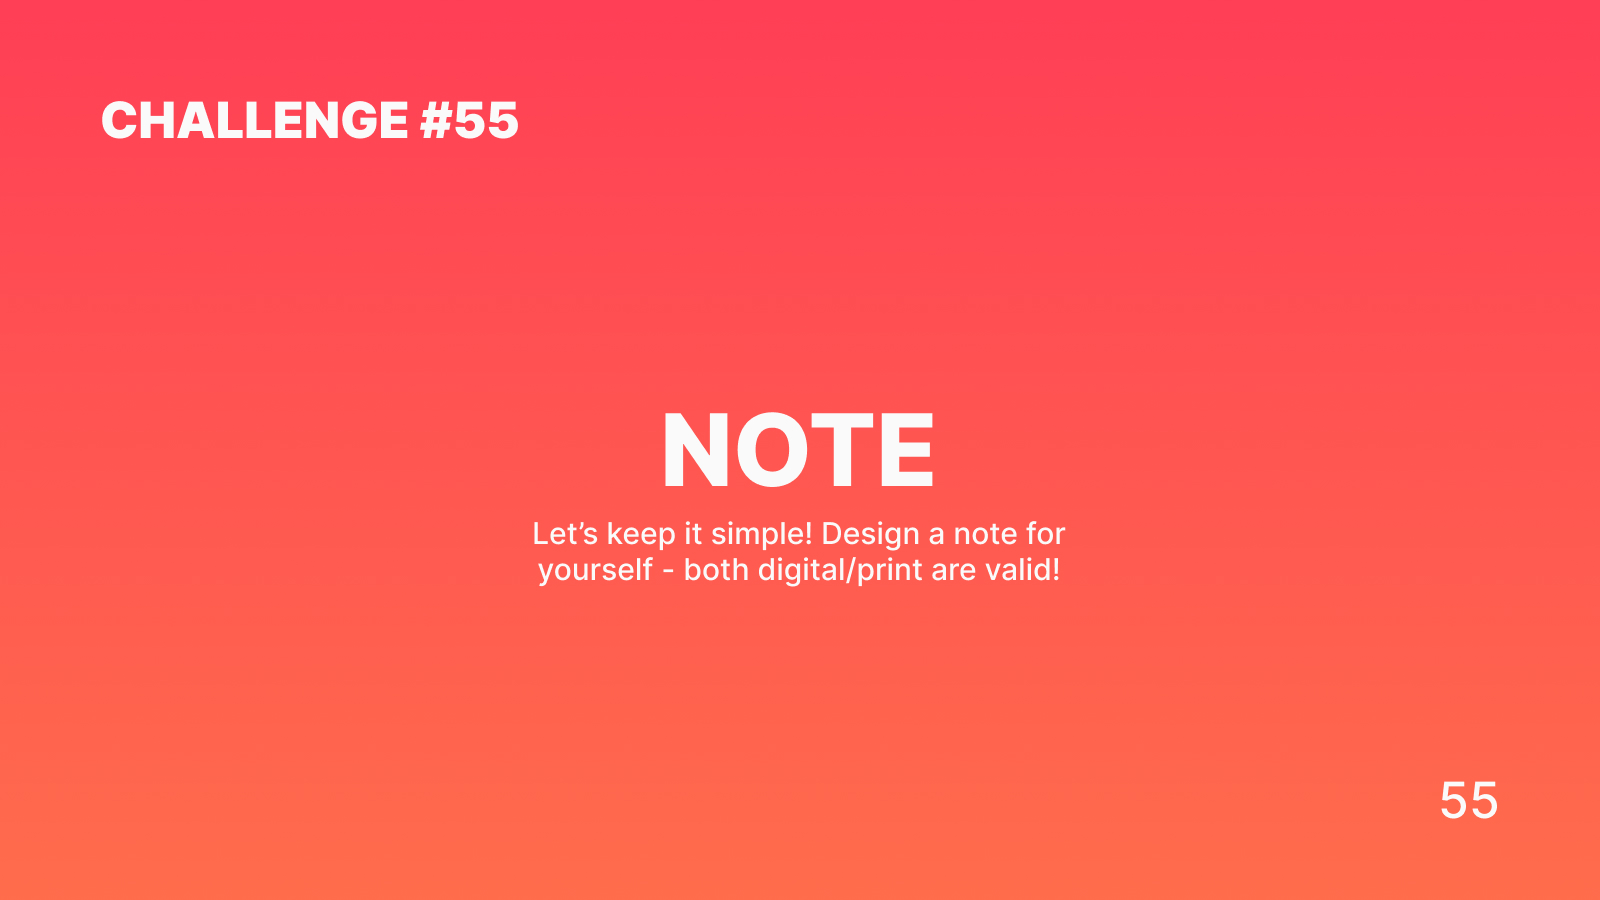 CHALLENGE #55
NOTE
Let’s keep it simple! Design a note for
yourself - both digital/print are valid!
55